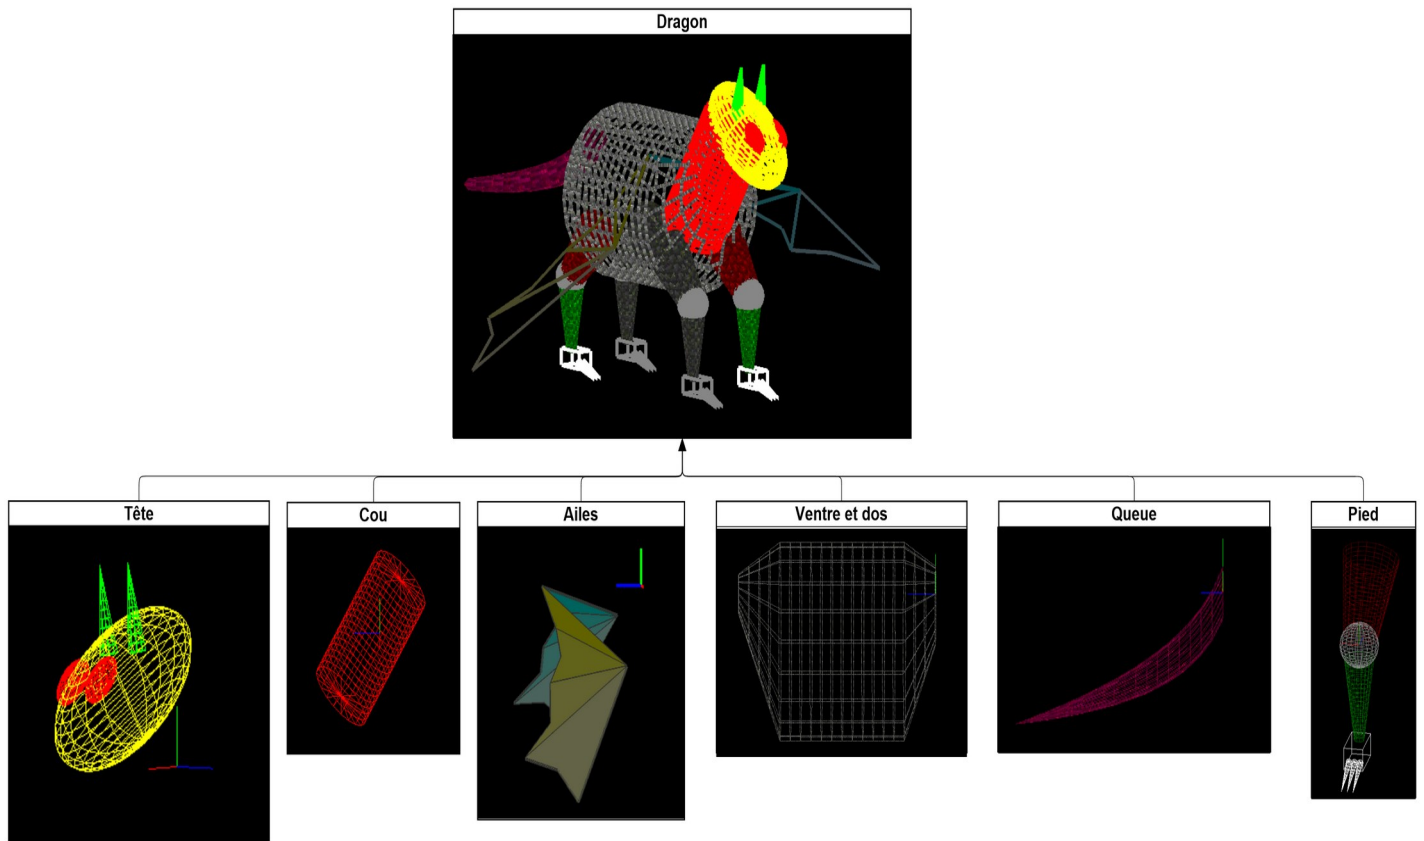 Dragon
Tête
Cou
Ailes
Ventre et dos
Queue
Pied